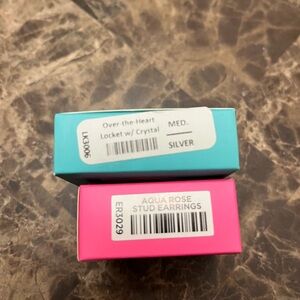 LK3006
Over-the-Heart
Locket w/ Crystal
MED.
SILVER
ER3029
AQUA ROSE
STUD EARRINGS